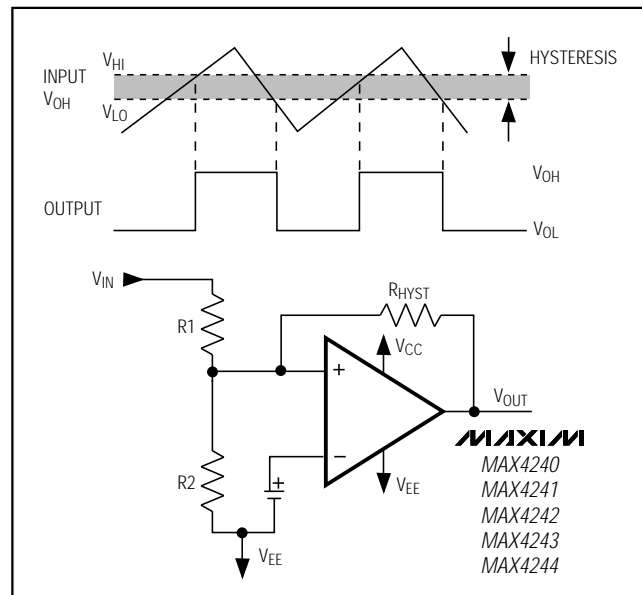 V_HI
INPUT
V_OH
V_LO
HYSTERESIS
OUTPUT
V_OH
V_OL
V_IN
R1
R_HYST
V_CC
+
V_OUT
−
+
R2
V_EE
V_EE
MAXIM
MAX4240
MAX4241
MAX4242
MAX4243
MAX4244